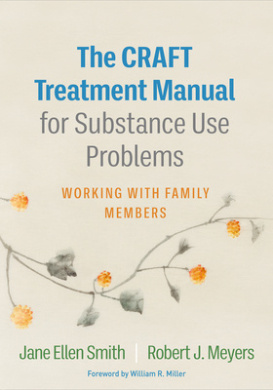 The CRAFT
Treatment Manual
for Substance Use
Problems
WORKING WITH FAMILY
MEMBERS
Jane Ellen Smith | Robert J. Meyers
Foreword by William R. Miller